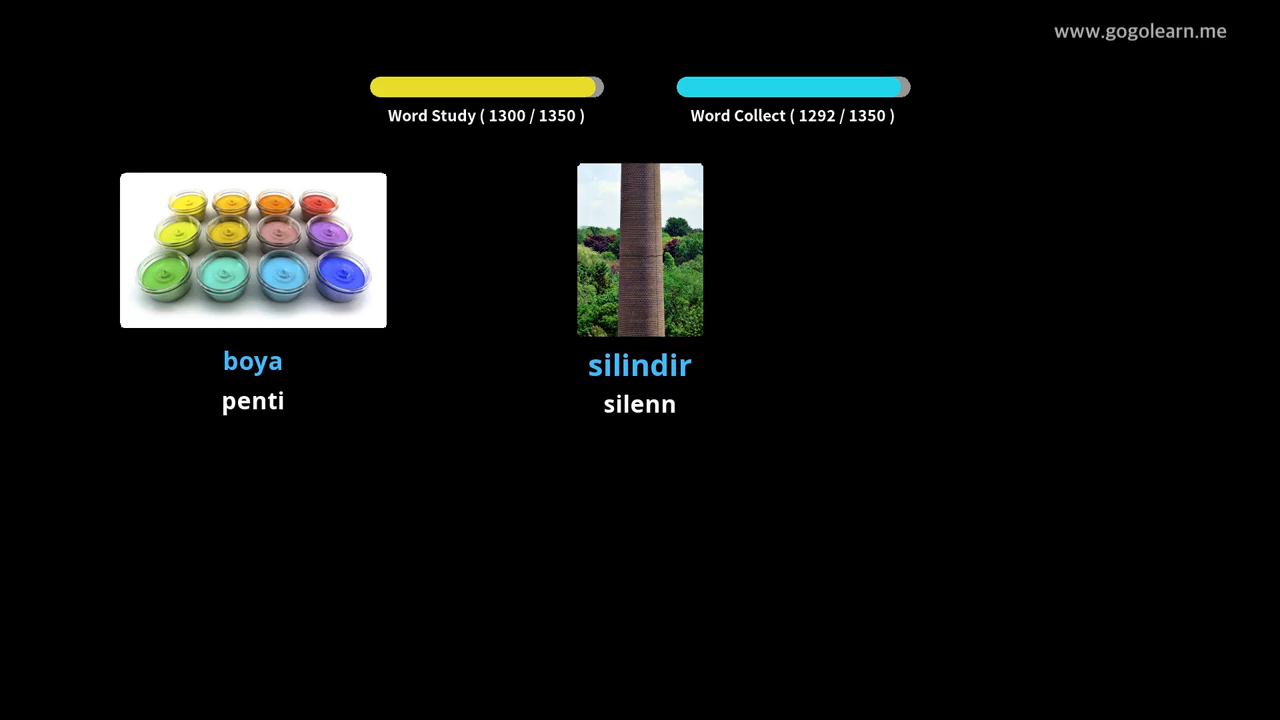 www.gogolearn.me
Word Study ( 1300 / 1350 )
Word Collect ( 1292 / 1350 )
boya
penti
silindir
silenn